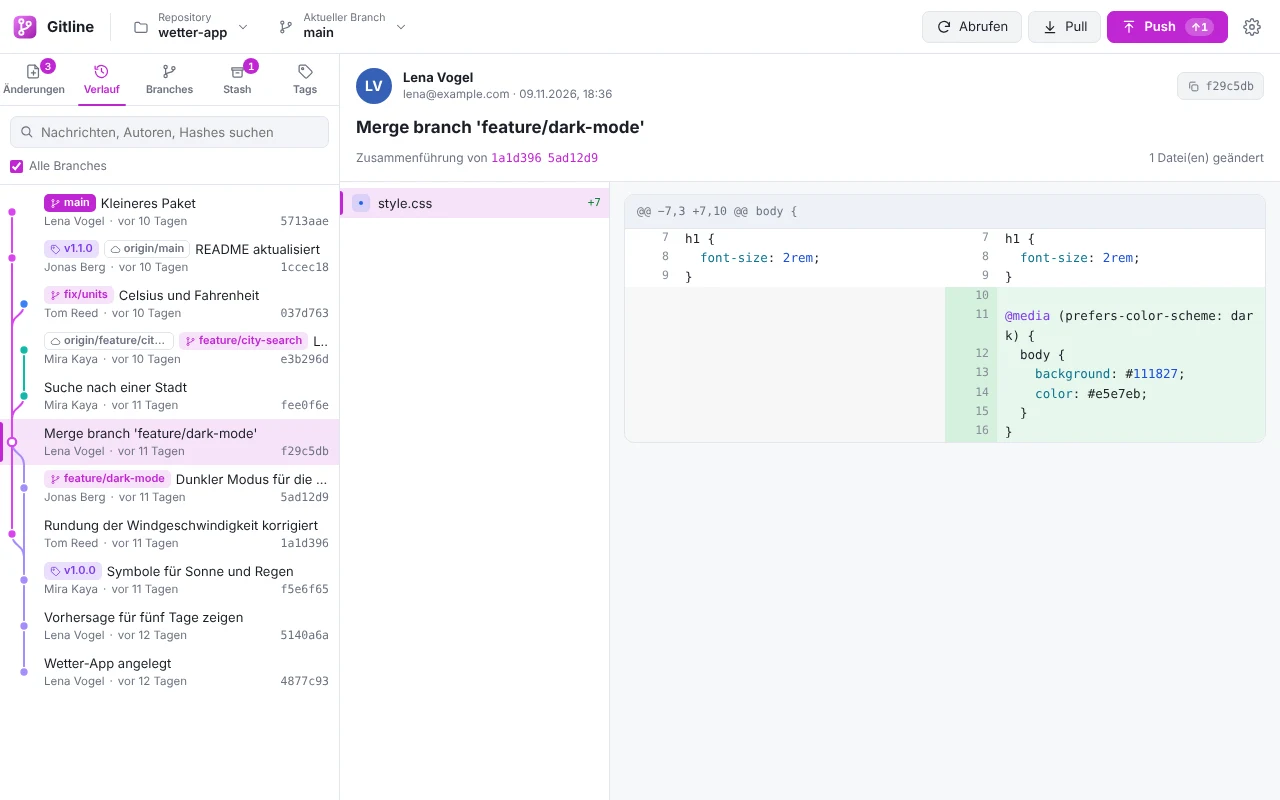 Gitline
Repository
wetter-app
Aktueller Branch
main
Abrufen
Pull
Push
1
3
Änderungen
Verlauf
Branches
1
Stash
Tags
Nachrichten, Autoren, Hashes suchen
Alle Branches
main Kleineres Paket
Lena Vogel · vor 10 Tagen 5713aae
v1.1.0 origin/main README aktualisiert
Jonas Berg · vor 10 Tagen 1ccec18
fix/units Celsius und Fahrenheit
Tom Reed · vor 10 Tagen 037d763
origin/feature/cit... feature/city-search L..
Mira Kaya · vor 10 Tagen e3b296d
Suche nach einer Stadt
Mira Kaya · vor 10 Tagen fee0f6e
Merge branch 'feature/dark-mode'
Lena Vogel · vor 11 Tagen f29c5db
feature/dark-mode Dunkler Modus für die ...
Jonas Berg · vor 11 Tagen 5ad12d9
Rundung der Windgeschwindigkeit korrigiert
Tom Reed · vor 11 Tagen 1a1d396
v1.0.0 Symbole für Sonne und Regen
Mira Kaya · vor 11 Tagen f5e6f65
Vorhersage für fünf Tage zeigen
Lena Vogel · vor 12 Tagen 5140a6a
Wetter-App angelegt
Lena Vogel · vor 12 Tagen 4877c93
LV
Lena Vogel
lena@example.com · 09.11.2026, 18:36
f29c5db
Merge branch 'feature/dark-mode'
Zusammenführung von 1a1d396 5ad12d9
1 Datei(en) geändert
style.css +7
@@ −7,3 +7,10 @@ body {
7 h1 {
8 font-size: 2rem;
9 }
7 h1 {
8 font-size: 2rem;
9 }
10
11 @media (prefers-color-scheme: dar
k) {
12 body {
13 background: #111827;
14 color: #e5e7eb;
15 }
16 }